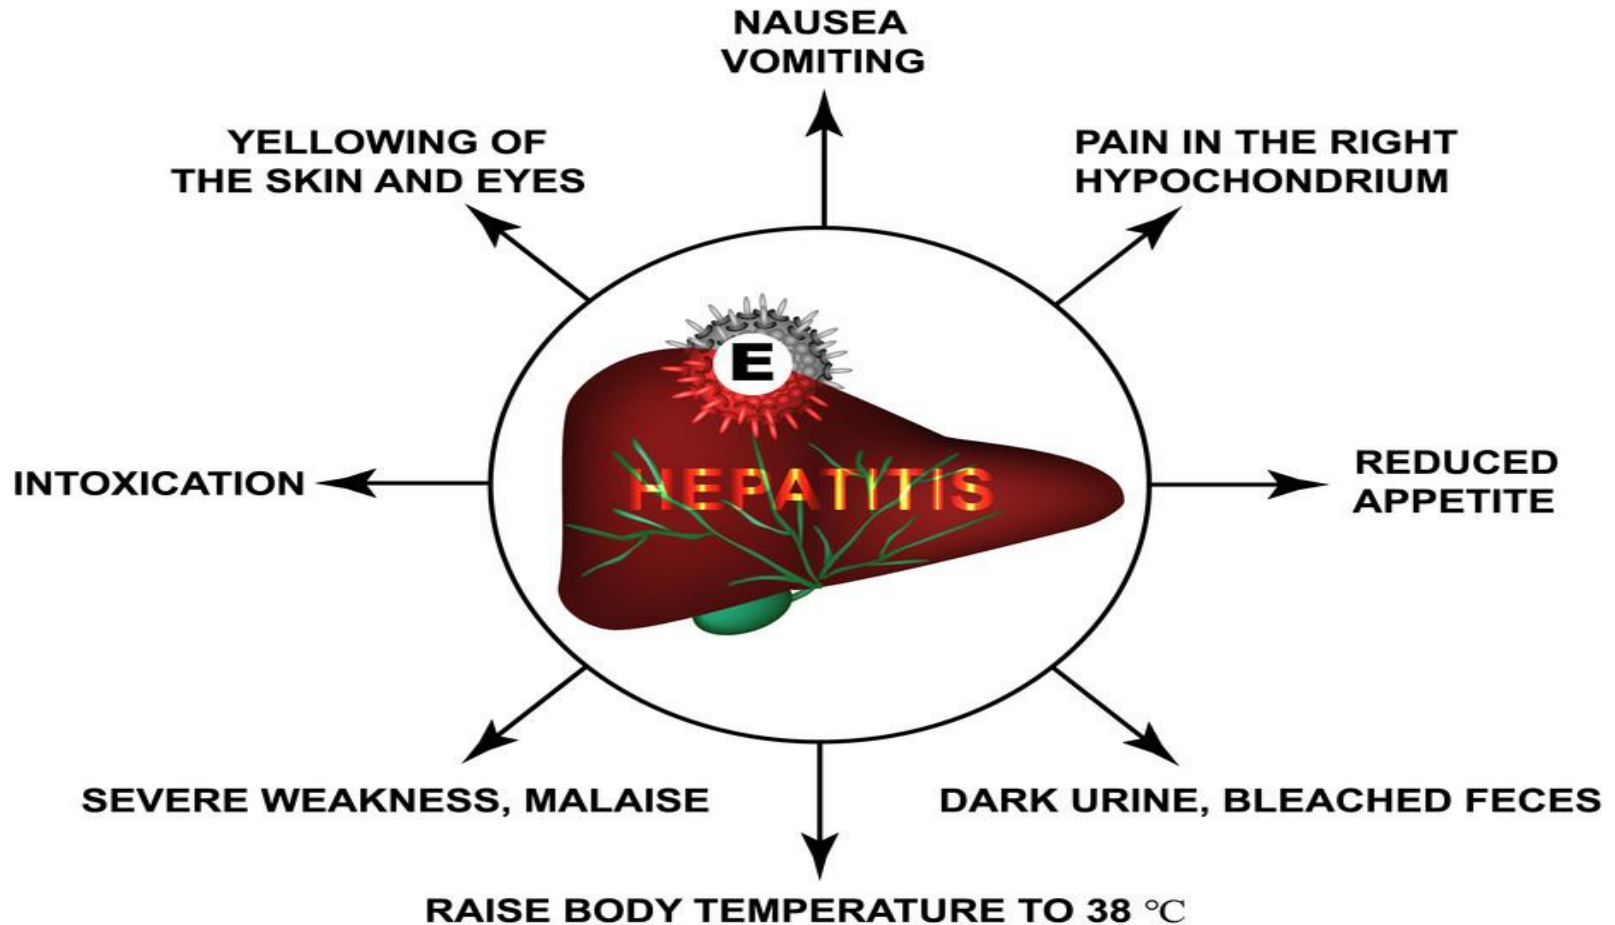 NAUSEA
VOMITING
YELLOWING OF
THE SKIN AND EYES
PAIN IN THE RIGHT
HYPOCHONDRIUM
E
HEPATITIS
INTOXICATION
REDUCED
APPETITE
SEVERE WEAKNESS, MALAISE
DARK URINE, BLEACHED FECES
RAISE BODY TEMPERATURE TO 38 °C